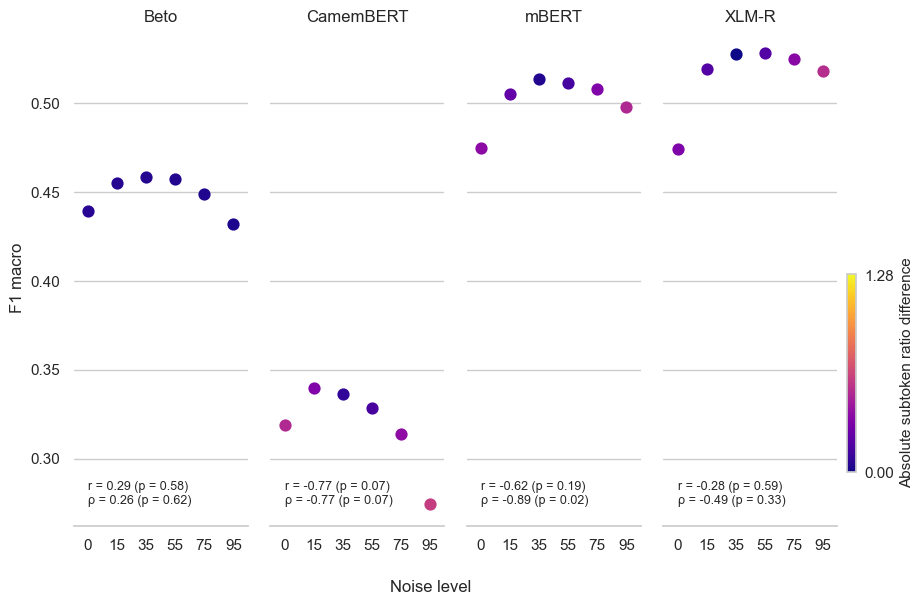 Beto CamemBERT mBERT XLM-R
F1 macro
0.50
0.45
0.40
0.35
0.30
r = 0.29 (p = 0.58)
ρ = 0.26 (p = 0.62)
r = -0.77 (p = 0.07)
ρ = -0.77 (p = 0.07)
r = -0.62 (p = 0.19)
ρ = -0.89 (p = 0.02)
r = -0.28 (p = 0.59)
ρ = -0.49 (p = 0.33)
0 15 35 55 75 95 0 15 35 55 75 95 0 15 35 55 75 95 0 15 35 55 75 95
Noise level
1.28
0.00
Absolute subtoken ratio difference